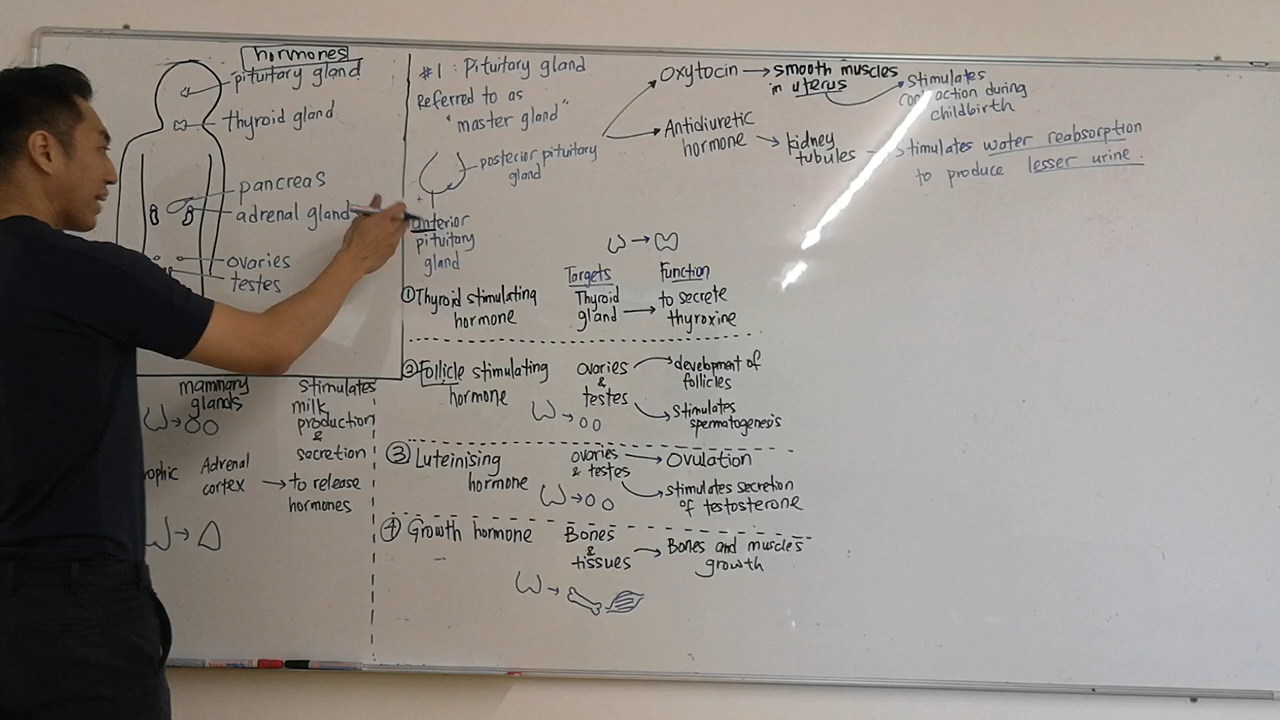 hormones
pituitary gland
thyroid gland
pancreas
adrenal gland
ovaries
testes
mammary
glands
stimulates
milk
production
&
secretion
Adrenal
cortex
to release
hormones
#1 : Pituitary gland
Referred to as
"master gland"
posterior pituitary
gland
anterior
pituitary
gland
Oxytocin
smooth muscles
in uterus
stimulates
action during
childbirth
Antidiuretic
hormone
kidney
tubules
stimulates water reabsorption
to produce lesser urine.
Targets
Function
① Thyroid stimulating
hormone
Thyroid
gland
to secrete
thyroxine
② Follicle stimulating
hormone
ovaries
&
testes
development of
follicles
stimulates
spermatogenesis
③ Luteinising
hormone
ovaries
& testes
Ovulation
stimulates secretion
of testosterone
④ Growth hormone
Bones
&
tissues
Bones and muscles
growth